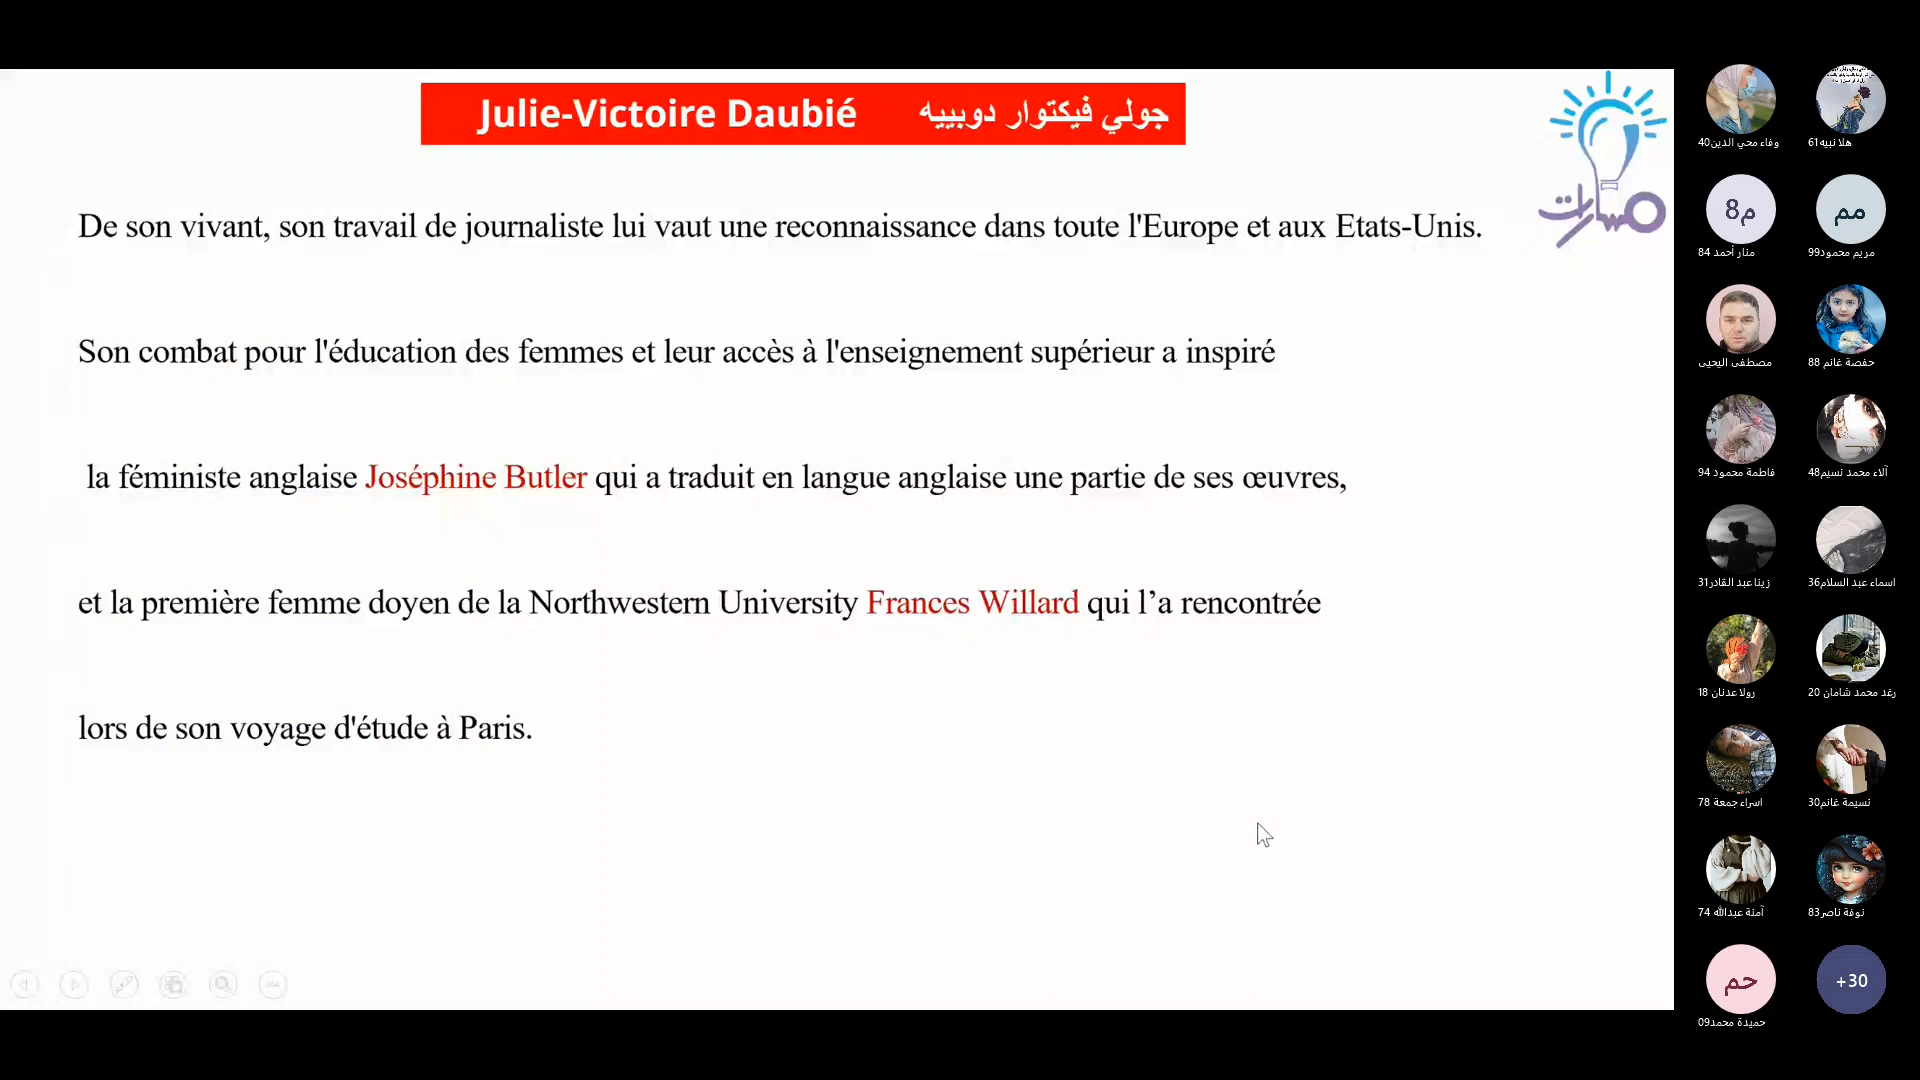 Julie-Victoire Daubié جولي فيكتوار دوبييه
De son vivant, son travail de journaliste lui vaut une reconnaissance dans toute l'Europe et aux Etats-Unis.
Son combat pour l'éducation des femmes et leur accès à l'enseignement supérieur a inspiré
la féministe anglaise Joséphine Butler qui a traduit en langue anglaise une partie de ses œuvres,
et la première femme doyen de la Northwestern University Frances Willard qui l’a rencontrée
lors de son voyage d'étude à Paris.
مسارات
وفاء محي الدين40
هلا نبيه61
م8
مم
منار أحمد 84
مريم محمود99
مصطفى اليحيى
حفصة غانم 88
فاطمة محمود 94
آلاء محمد نسيم48
زينا عبد القادر31
اسماء عبد السلام36
رولا عدنان 18
رغد محمد شامان 20
اسراء جمعة 78
نسيمة غانم30
آمنة عبدالله 74
نوفة ناصر83
حم
+30
حميدة محمد09